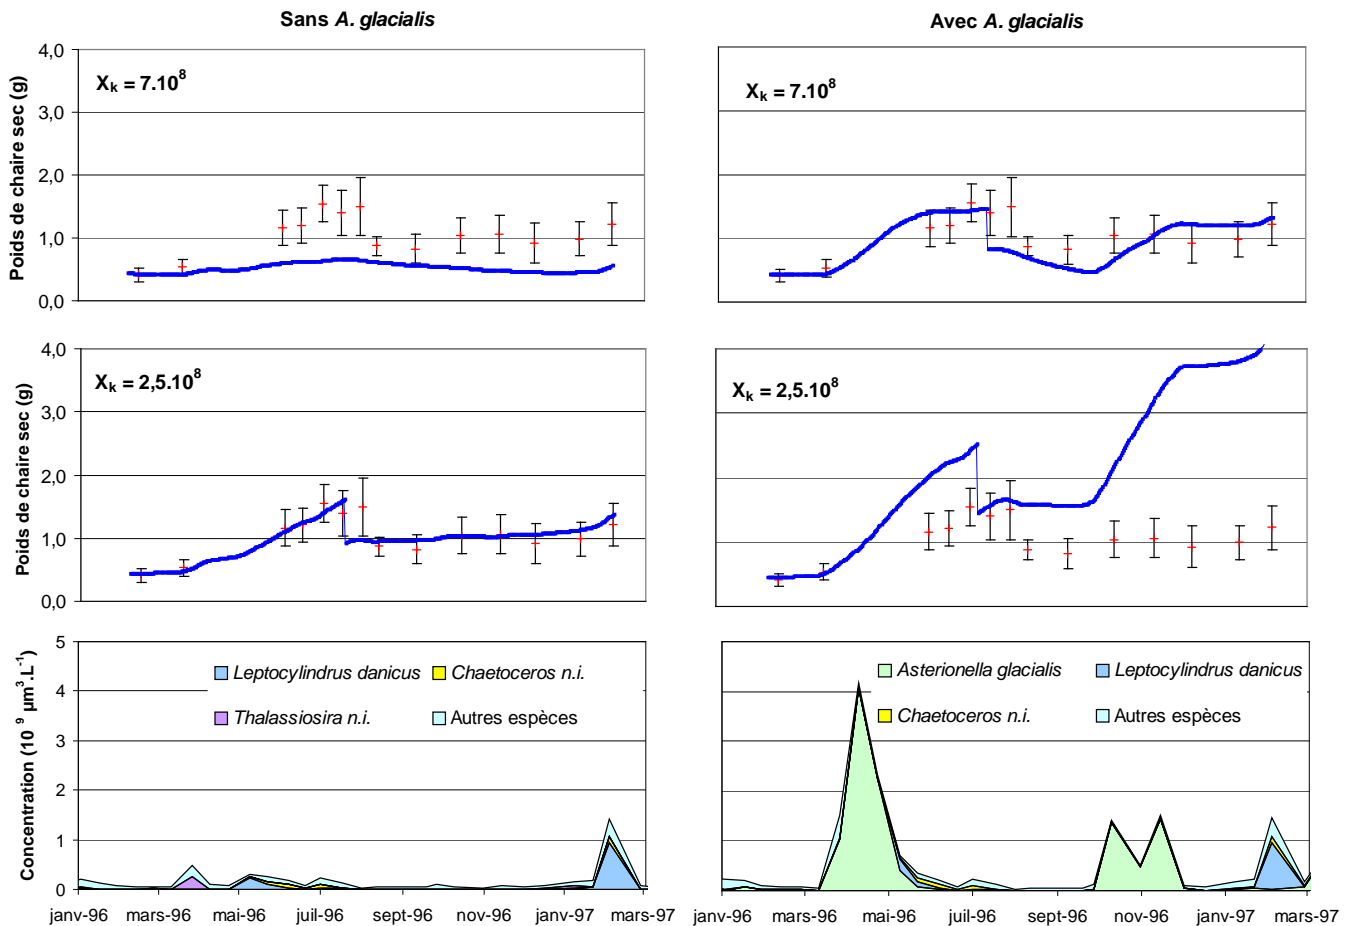 Sans A. glacialis
Avec A. glacialis
Poids de chaire sec (g)
4,0
3,0
2,0
1,0
0,0
Xk = 7.10⁸
Xk = 7.10⁸
Poids de chaire sec (g)
4,0
3,0
2,0
1,0
0,0
Xk = 2,5.10⁸
Xk = 2,5.10⁸
Concentration (10 ⁹ µm³.L⁻¹)
5
4
3
2
1
0
Leptocylindrus danicus
Chaetoceros n.i.
Thalassiosira n.i.
Autres espèces
janv-96 mars-96 mai-96 juil-96 sept-96 nov-96 janv-97 mars-97
Asterionella glacialis
Leptocylindrus danicus
Chaetoceros n.i.
Autres espèces
janv-96 mars-96 mai-96 juil-96 sept-96 nov-96 janv-97 mars-97